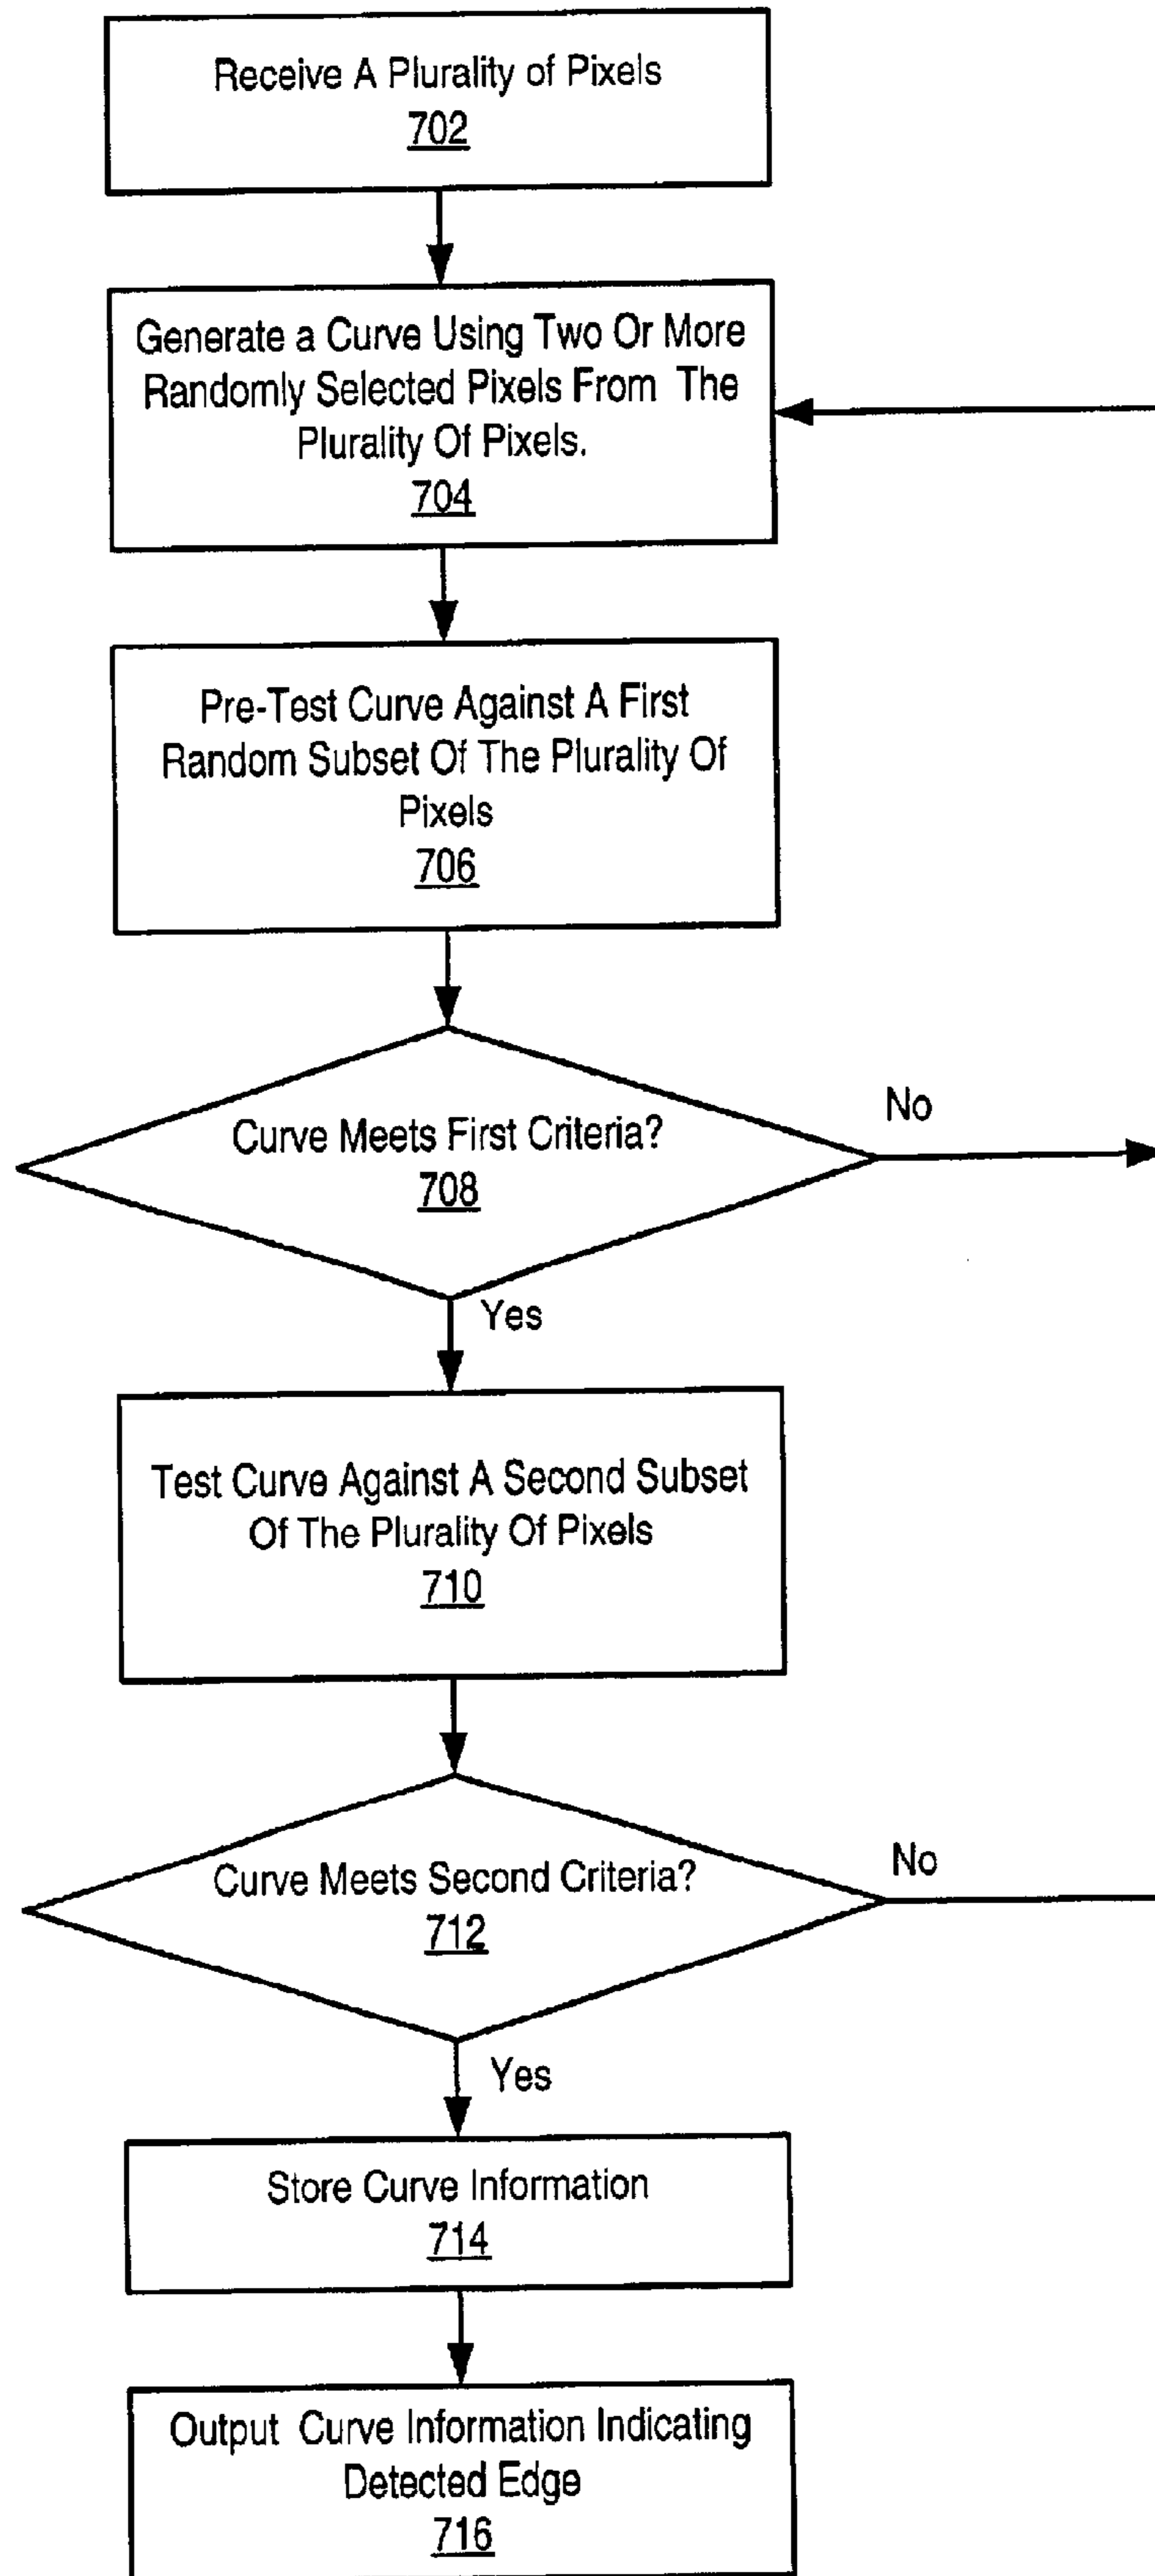 Receive A Plurality of Pixels
702
Generate a Curve Using Two Or More
Randomly Selected Pixels From The
Plurality Of Pixels.
704
Pre-Test Curve Against A First
Random Subset Of The Plurality Of
Pixels
706
Curve Meets First Criteria?
708
No
Yes
Test Curve Against A Second Subset
Of The Plurality Of Pixels
710
Curve Meets Second Criteria?
712
No
Yes
Store Curve Information
714
Output Curve Information Indicating
Detected Edge
716